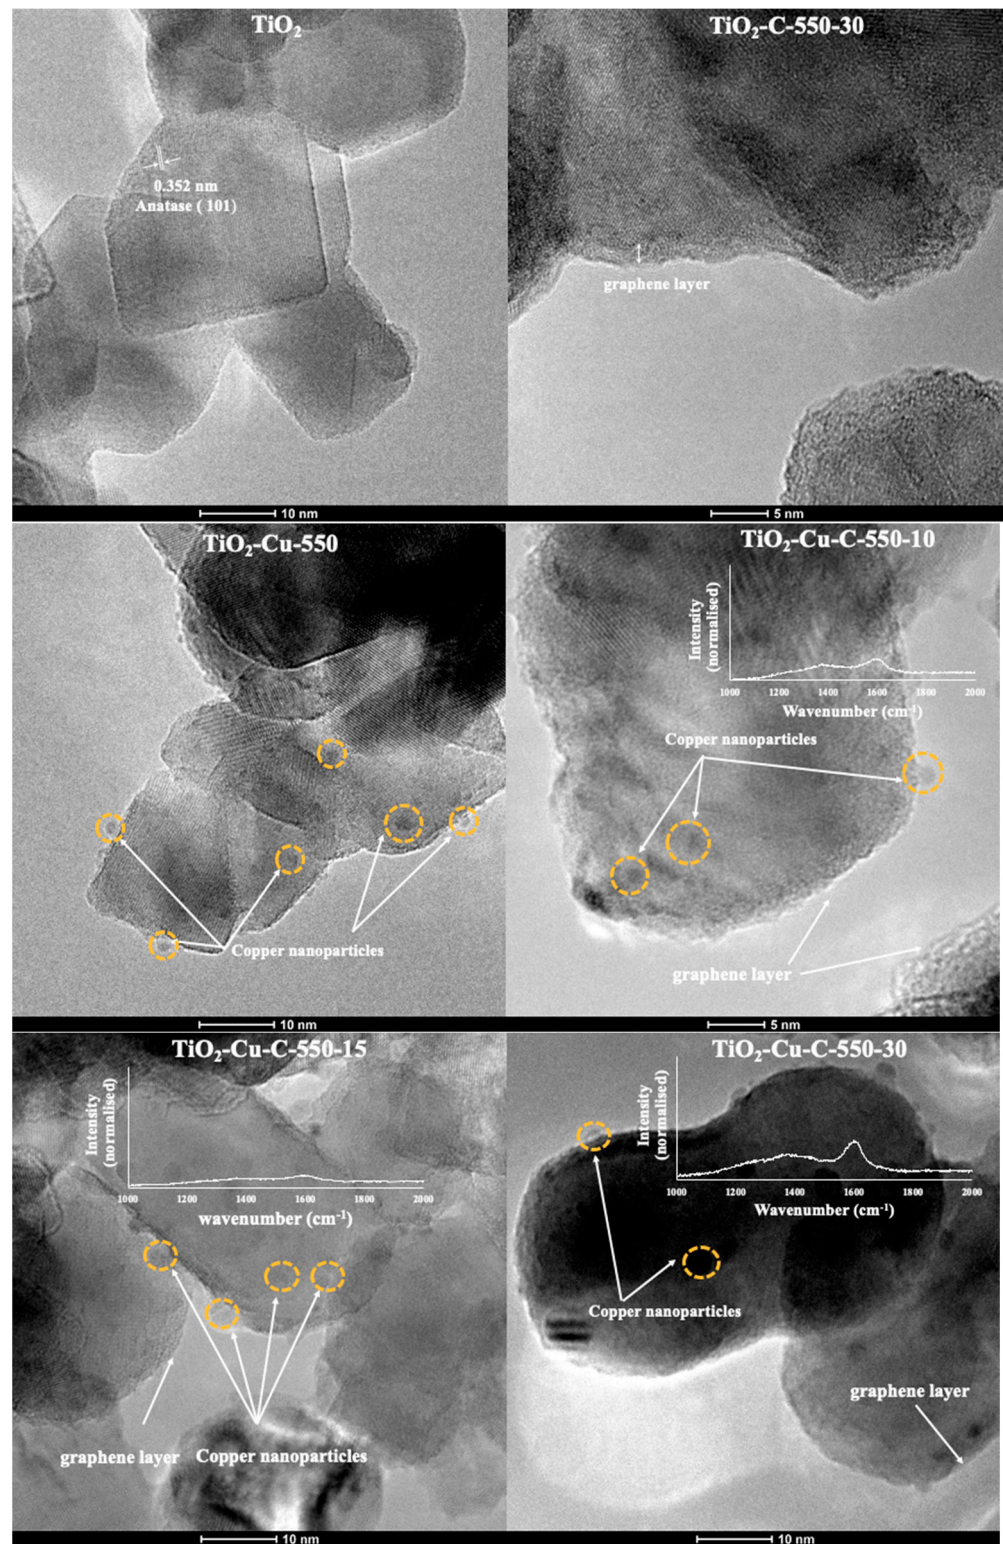 TiO₂
0.352 nm
Anatase ( 101)
10 nm
TiO₂-C-550-30
graphene layer
5 nm
TiO₂-Cu-550
Copper nanoparticles
10 nm
TiO₂-Cu-C-550-10
Intensity
(normalised)
1000 1200 1400 1600 1800 2000
Wavenumber (cm⁻¹)
Copper nanoparticles
graphene layer
5 nm
TiO₂-Cu-C-550-15
Intensity
(normalised)
1000 1200 1400 1600 1800 2000
wavenumber (cm⁻¹)
graphene layer
Copper nanoparticles
10 nm
TiO₂-Cu-C-550-30
Intensity
(normalised)
1000 1200 1400 1600 1800 2000
Wavenumber (cm⁻¹)
Copper nanoparticles
graphene layer
10 nm